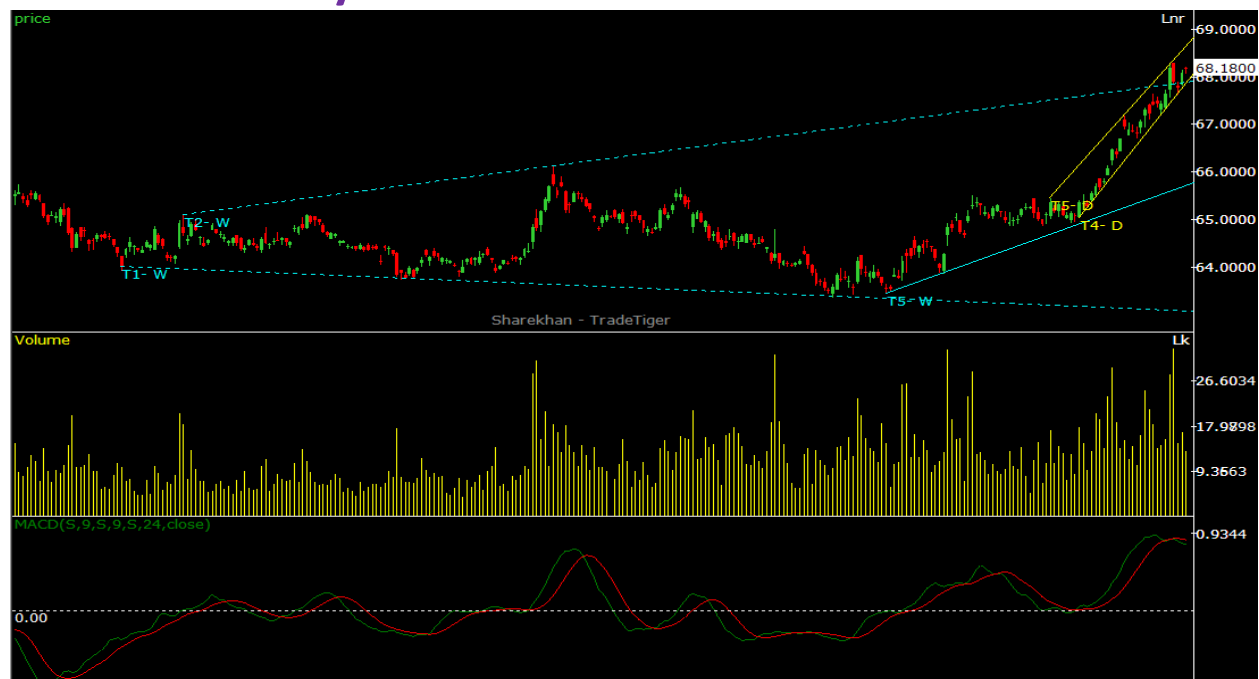 price
Lnr
69.0000
68.1800
68.0000
67.0000
66.0000
65.0000
64.0000
T2- W
T1- W
T5- D
T4- D
T5- W
Sharekhan - TradeTiger
Volume
Lk
26.6034
17.9898
9.3563
MACD(S,9,S,9,S,24,close)
0.9344
0.00